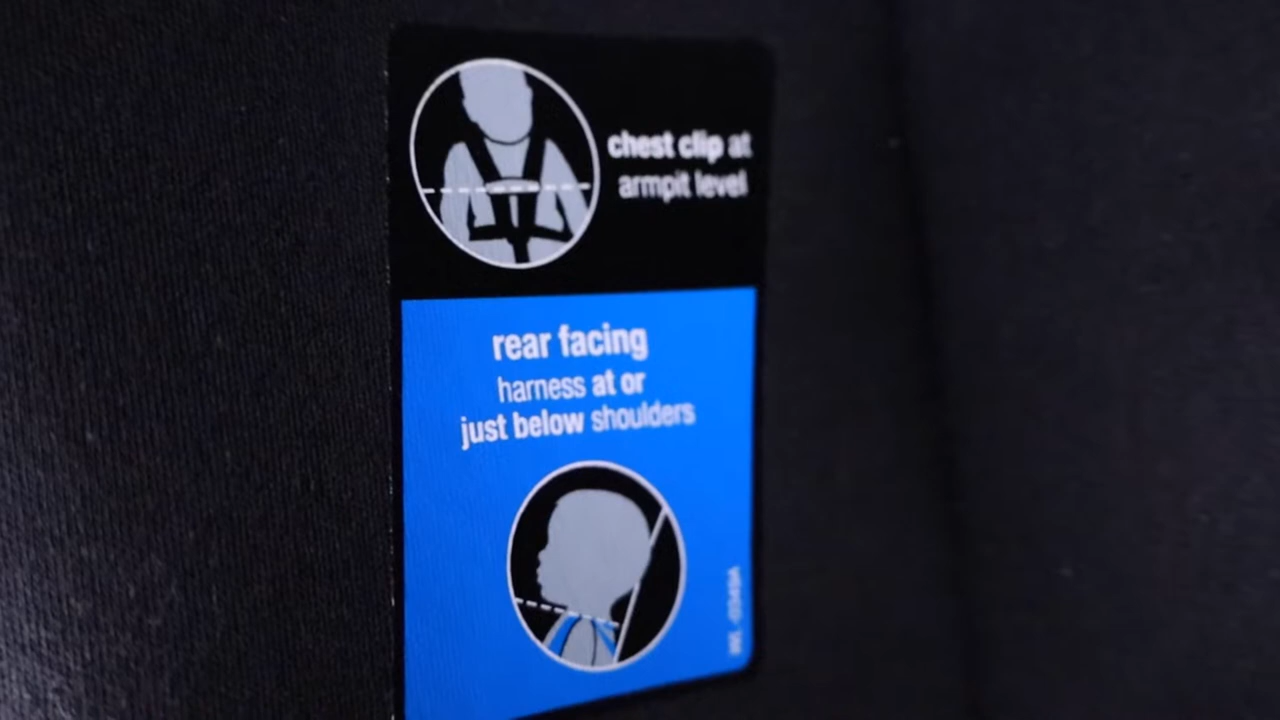 chest clip at
armpit level
rear facing
harness at or
just below shoulders